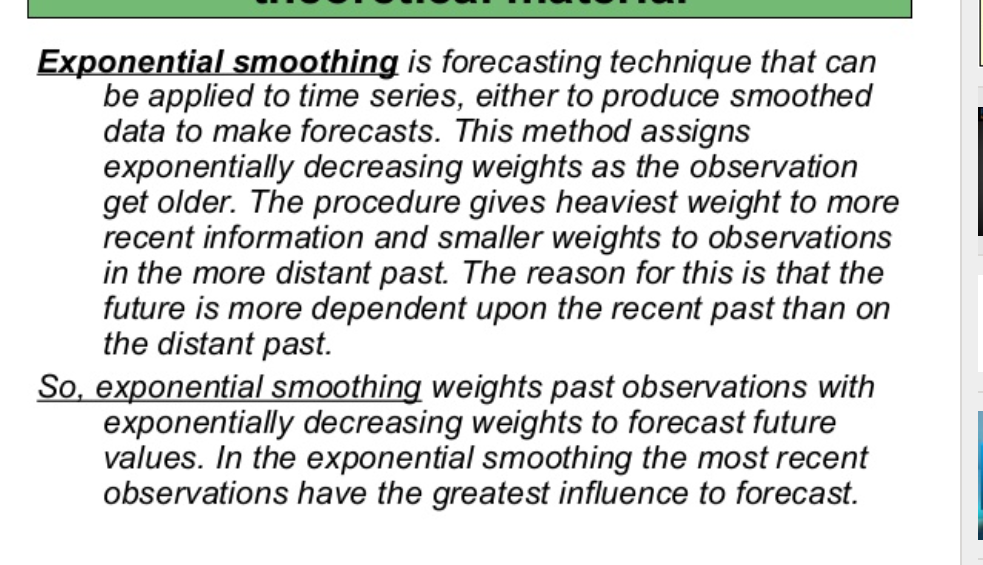 theoretical material
Exponential smoothing is forecasting technique that can
be applied to time series, either to produce smoothed
data to make forecasts. This method assigns
exponentially decreasing weights as the observation
get older. The procedure gives heaviest weight to more
recent information and smaller weights to observations
in the more distant past. The reason for this is that the
future is more dependent upon the recent past than on
the distant past.
So, exponential smoothing weights past observations with
exponentially decreasing weights to forecast future
values. In the exponential smoothing the most recent
observations have the greatest influence to forecast.